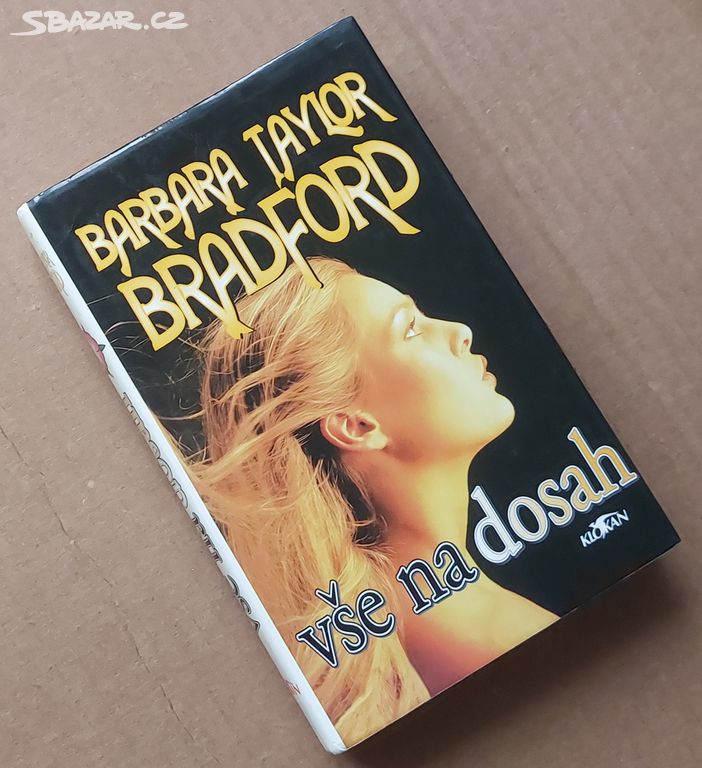 SBAZAR.CZ
BARBARA TAYLOR
BRADFORD
vše na dosah
KLOKAN